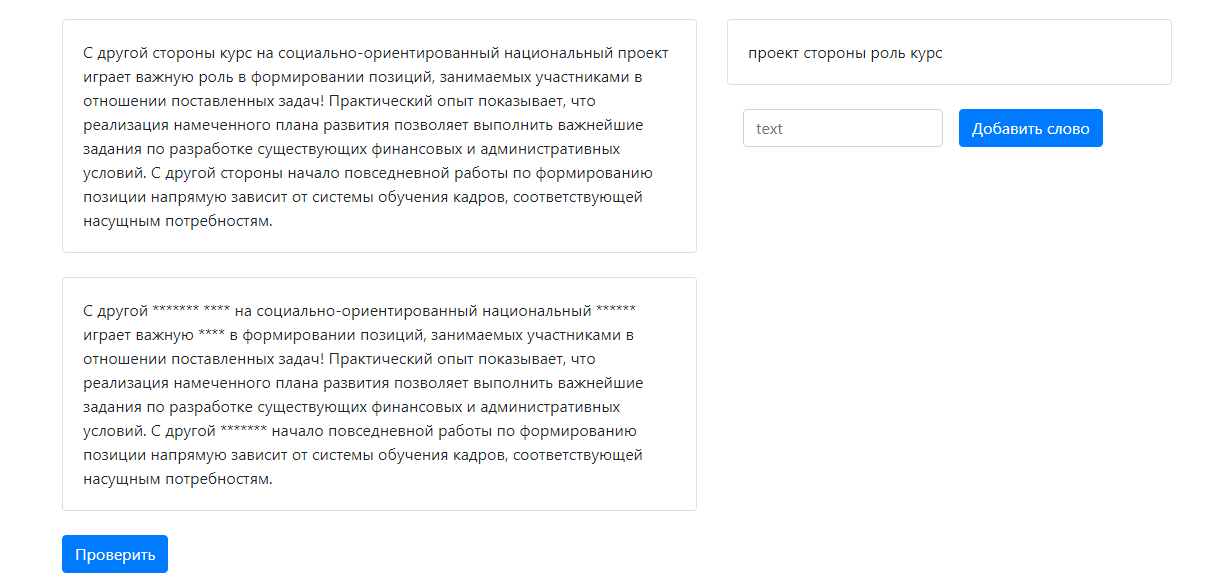 С другой стороны курс на социально-ориентированный национальный проект
играет важную роль в формировании позиций, занимаемых участниками в
отношении поставленных задач! Практический опыт показывает, что
реализация намеченного плана развития позволяет выполнить важнейшие
задания по разработке существующих финансовых и административных
условий. С другой стороны начало повседневной работы по формированию
позиции напрямую зависит от системы обучения кадров, соответствующей
насущным потребностям.
С другой ******* **** на социально-ориентированный национальный ******
играет важную **** в формировании позиций, занимаемых участниками в
отношении поставленных задач! Практический опыт показывает, что
реализация намеченного плана развития позволяет выполнить важнейшие
задания по разработке существующих финансовых и административных
условий. С другой ******* начало повседневной работы по формированию
позиции напрямую зависит от системы обучения кадров, соответствующей
насущным потребностям.
Проверить
проект стороны роль курс
text
Добавить слово